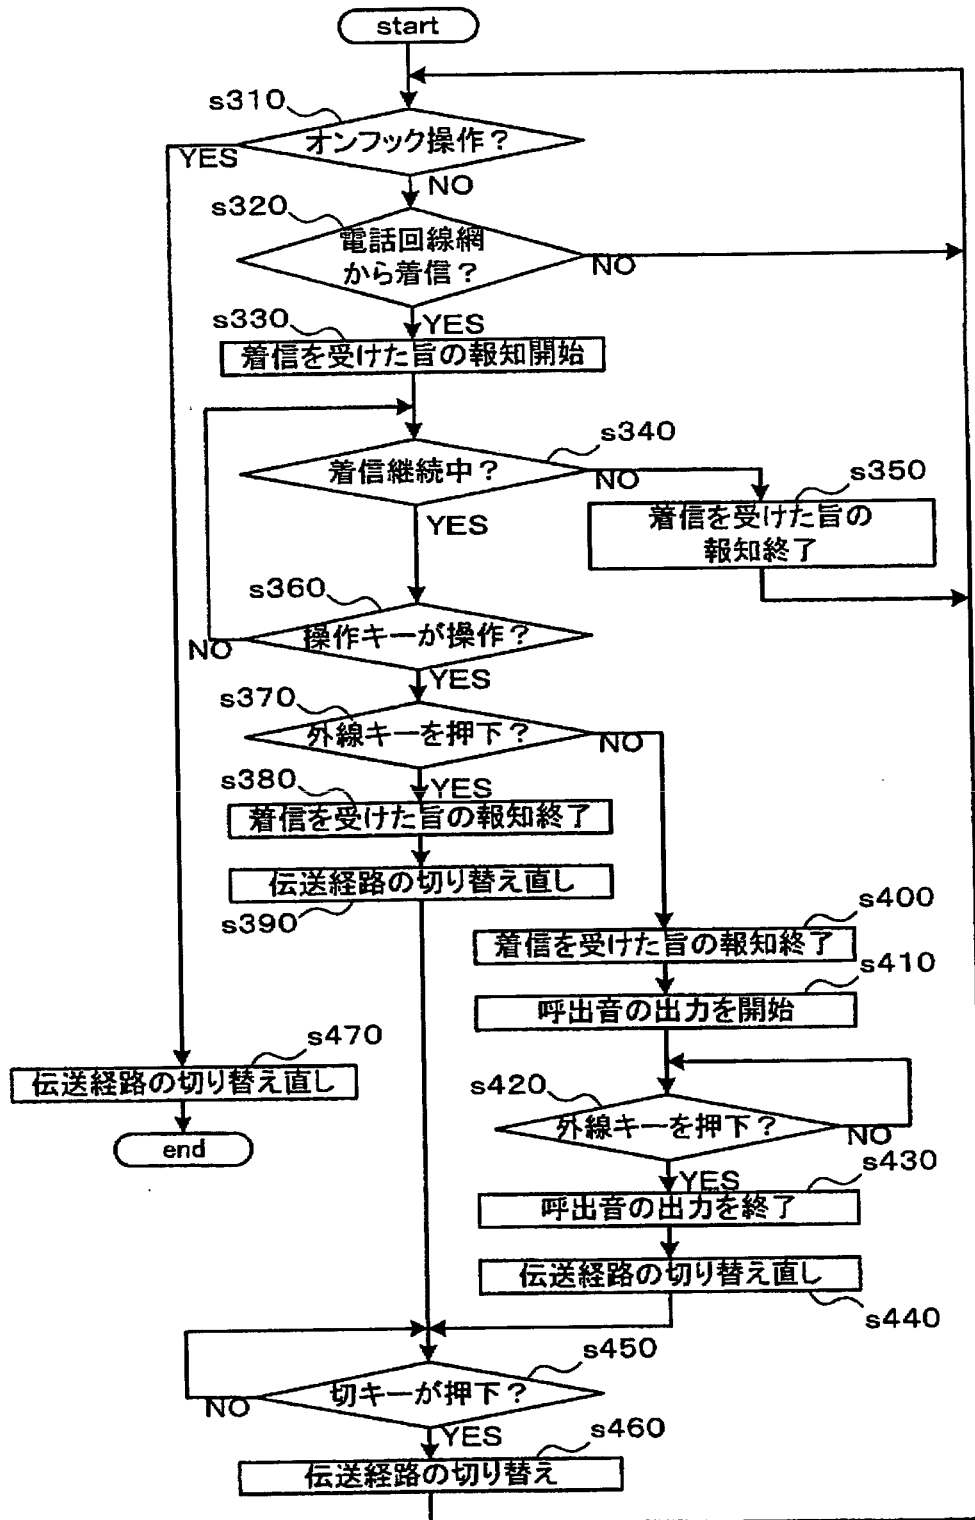 start
s310
オンフック操作?
YES
NO
s320
電話回線網
から着信?
NO
YES
s330
着信を受けた旨の報知開始
s340
着信継続中?
NO
YES
s350
着信を受けた旨の
報知終了
s360
操作キーが操作?
NO
YES
s370
外線キーを押下?
NO
YES
s380
着信を受けた旨の報知終了
伝送経路の切り替え直し
s390
s400
着信を受けた旨の報知終了
s410
呼出音の出力を開始
s470
伝送経路の切り替え直し
end
s420
外線キーを押下?
NO
YES
s430
呼出音の出力を終了
伝送経路の切り替え直し
s440
s450
切キーが押下?
NO
YES
s460
伝送経路の切り替え